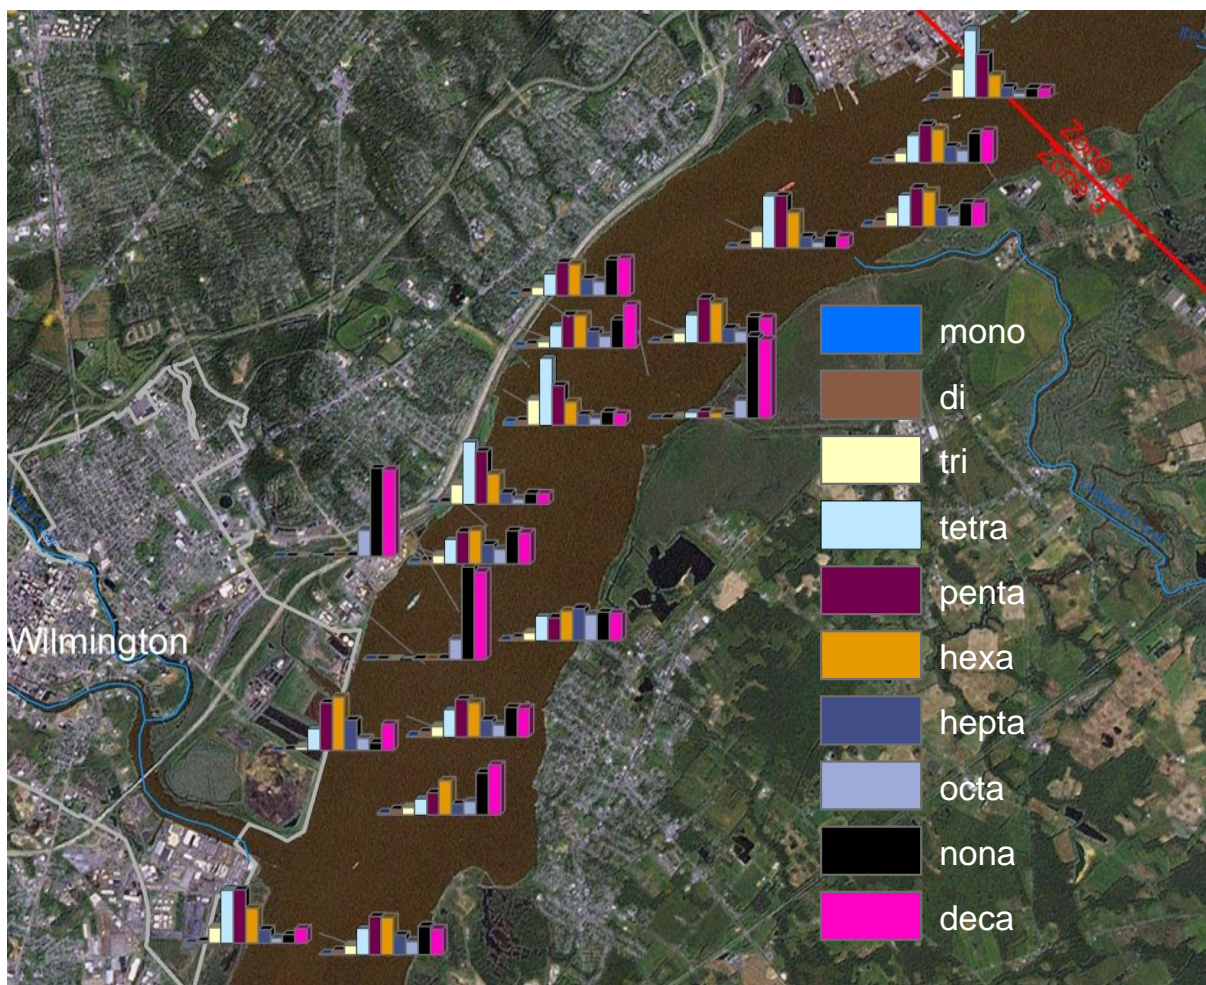 Zone 4
Zone 5
mono
di
tri
tetra
penta
hexa
hepta
octa
nona
deca
Wilmington